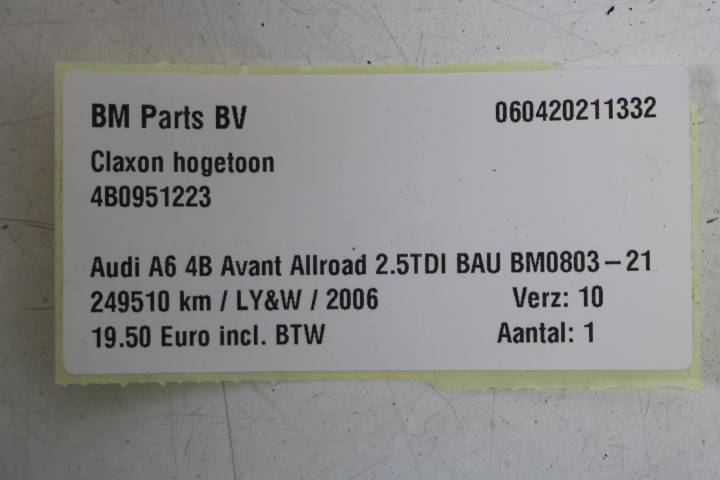 BM Parts BV 060420211332
Claxon hogetoon
4B0951223
Audi A6 4B Avant Allroad 2.5TDI BAU BM0803-21
249510 km / LY&W / 2006 Verz: 10
19.50 Euro incl. BTW Aantal: 1